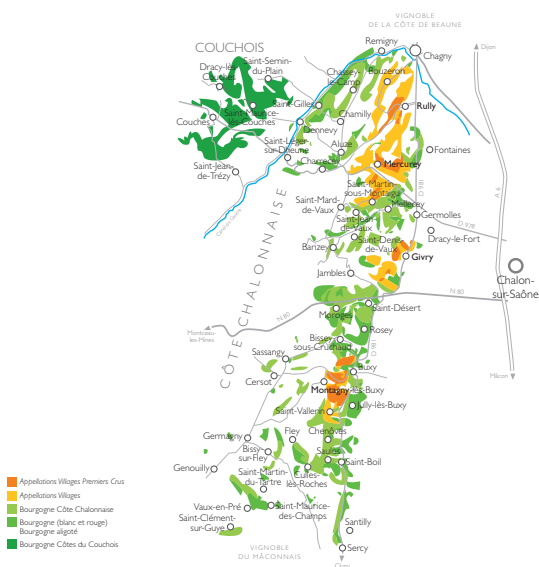 VIGNOBLE
DE LA CÔTE DE BEAUNE
Remigny
COUCHOIS
Chagny
Dijon
Saint-Sernin-
du-Plain
Dracy-lès-
Couches
Chassey-
le-Camp
Bouzeron
Saint-Gilles
Rully
Saint-Maurice-
lès-Couches
Couches
Chamilly
Dennevy
Saint-Léger-
sur-Dheune
Aluze
Fontaines
Charrecey
Mercurey
Saint-Jean-
de-Trézy
Saint-Martin-
sous-Montaigu
D 981
A 6
Saint-Mard-
de-Vaux
Mellecey
Germolles
Saint-Jean-
de-Vaux
D 978
Dracy-le-Fort
Saint-Denis-
de-Vaux
Barizey
Givry
Jambles
Chalon-
sur-Saône
CÔTE CHALONNAISE
N 80
Saint-Désert
Moroges
N 80
Montceau-
les-Mines
Rosey
Bissey-
sous-Cruchaud
D 981
Sassangy
Buxy
Mâcon
Cersot
Montagny-lès-Buxy
Jully-lès-Buxy
Saint-Vallerin
Germagny
Fley
Chenôves
Bissy-
sur-Fley
Saules
Saint-Boil
Genouilly
Culles-
lès-Roches
Saint-Martin-
du-Tartre
Vaux-en-Pré
Saint-Maurice-
des-Champs
Saint-Clément-
sur-Guye
Santilly
VIGNOBLE
DU MÂCONNAIS
Sercy
Cluny
Appellations Villages Premiers Crus
Appellations Villages
Bourgogne Côte Chalonnaise
Bourgogne (blanc et rouge)
Bourgogne aligoté
Bourgogne Côtes du Couchois